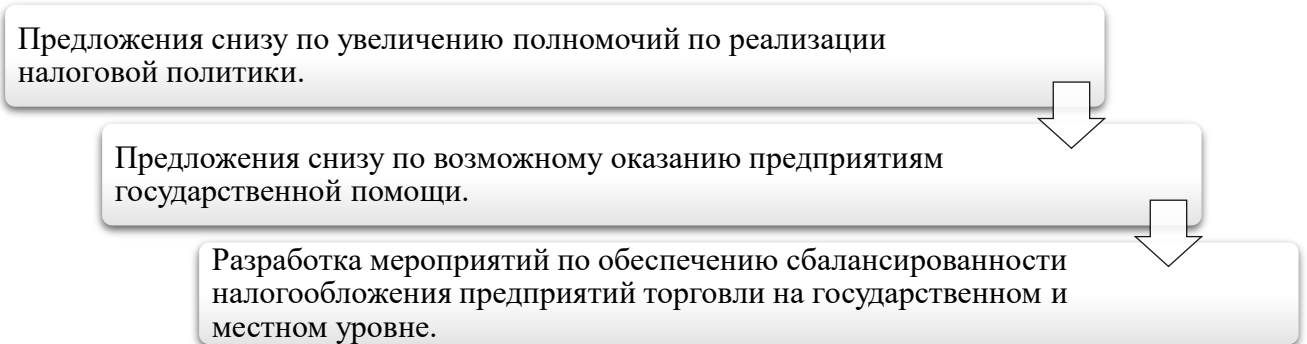 Предложения снизу по увеличению полномочий по реализации
налоговой политики.
Предложения снизу по возможному оказанию предприятиям
государственной помощи.
Разработка мероприятий по обеспечению сбалансированности
налогообложения предприятий торговли на государственном и
местном уровне.